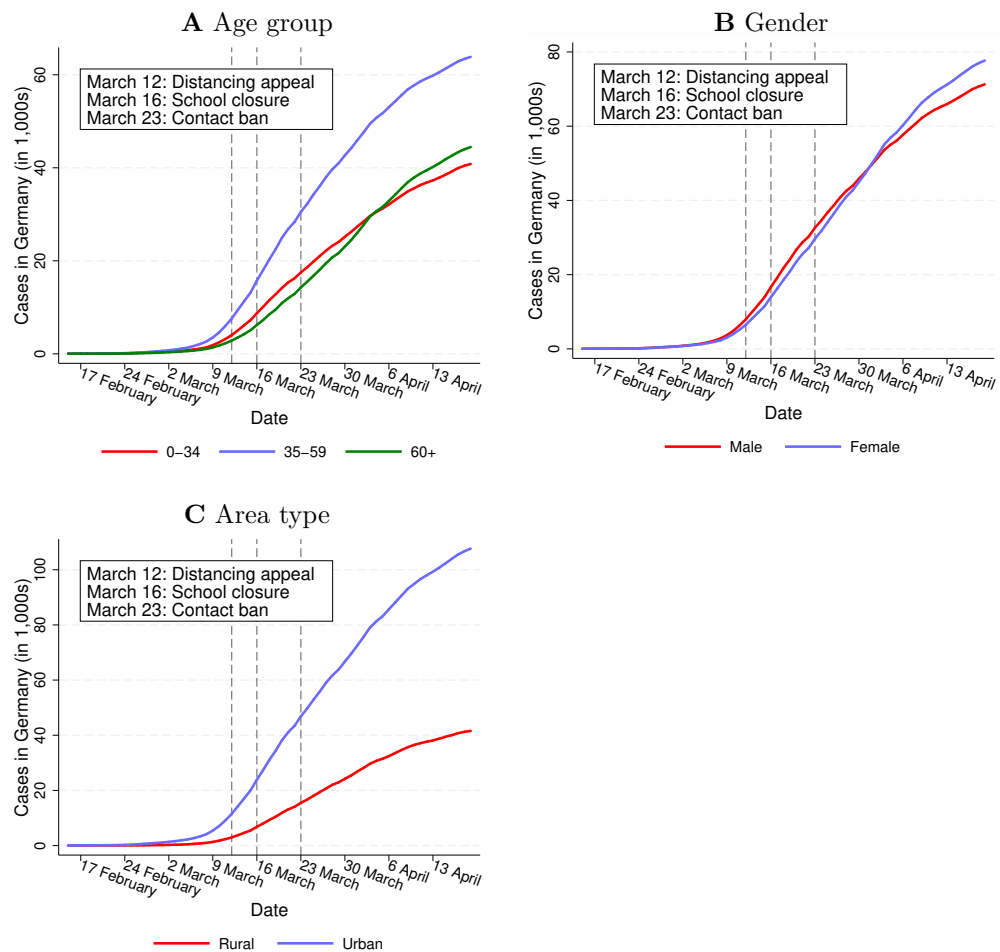 A Age group
Cases in Germany (in 1,000s)
60
40
20
0
March 12: Distancing appeal
March 16: School closure
March 23: Contact ban
17 February
24 February
2 March
9 March
16 March
23 March
30 March
6 April
13 April
Date
0–34
35–59
60+
B Gender
Cases in Germany (in 1,000s)
80
60
40
20
0
March 12: Distancing appeal
March 16: School closure
March 23: Contact ban
17 February
24 February
2 March
9 March
16 March
23 March
30 March
6 April
13 April
Date
Male
Female
C Area type
Cases in Germany (in 1,000s)
100
80
60
40
20
0
March 12: Distancing appeal
March 16: School closure
March 23: Contact ban
17 February
24 February
2 March
9 March
16 March
23 March
30 March
6 April
13 April
Date
Rural
Urban